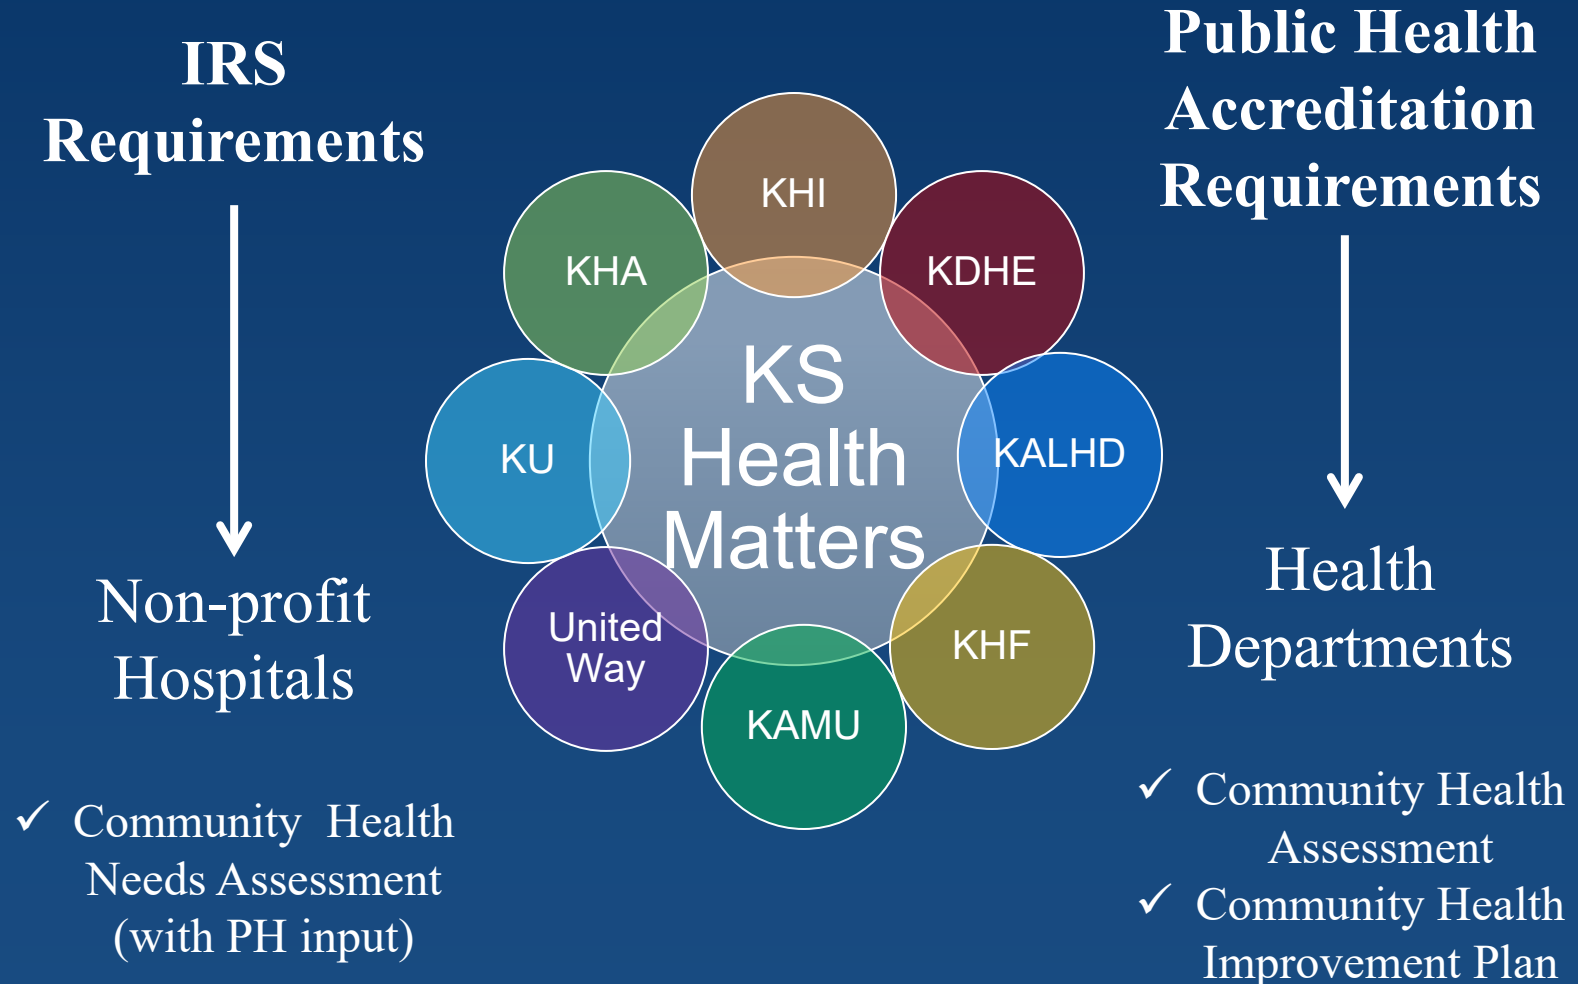 IRS
Requirements
Non-profit
Hospitals
✓ Community Health
Needs Assessment
(with PH input)
KHI
KHA
KDHE
KS
Health
Matters
KU
KALHD
United
Way
KHF
KAMU
Public Health
Accreditation
Requirements
Health
Departments
✓ Community Health
Assessment
✓ Community Health
Improvement Plan